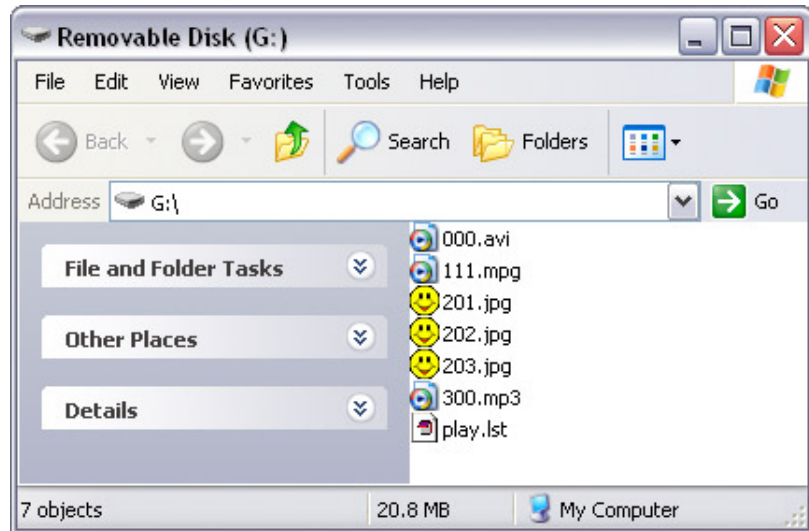 Removable Disk (G:)
File Edit View Favorites Tools Help
Back Search Folders
Address G:\ Go
File and Folder Tasks
Other Places
Details
000.avi
111.mpg
201.jpg
202.jpg
203.jpg
300.mp3
play.lst
7 objects 20.8 MB My Computer